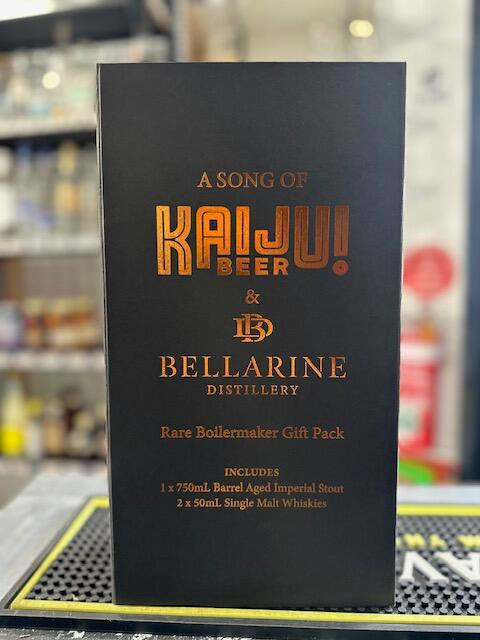 A SONG OF
KAIJU!
BEER
&
BD
BELLARINE
DISTILLERY
Rare Boilermaker Gift Pack
INCLUDES
1 x 750mL Barrel Aged Imperial Stout
2 x 50mL Single Malt Whiskies